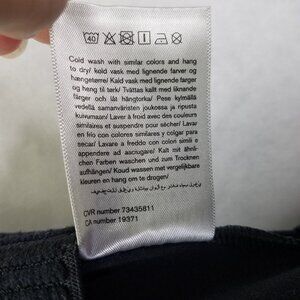 40
Cold wash with similar colors and hang
to dry/ kold vask med lignende farger og
hængetørre/ Kald vask med lignende farger
og heng til tørk/ Tvättas kallt med liknande
färger och låt hängtorka/ Pese kylmällä
vedellä samanväristen joukossa ja ripusta
kuivumaan/ Laver à froid avec des couleurs
similaires et suspendre pour sécher/ Lavar
en frío con colores similares y colgar para
secar/ Lavare a freddo con colori simili e
appendere ad asciugare/ Kalt mit ähnlich-
en Farben waschen und zum Trocknen
aufhängen/ Koud wassen met vergelijkbare
kleuren en hang om te drogen/
CVR number 73435811
CA number 19371